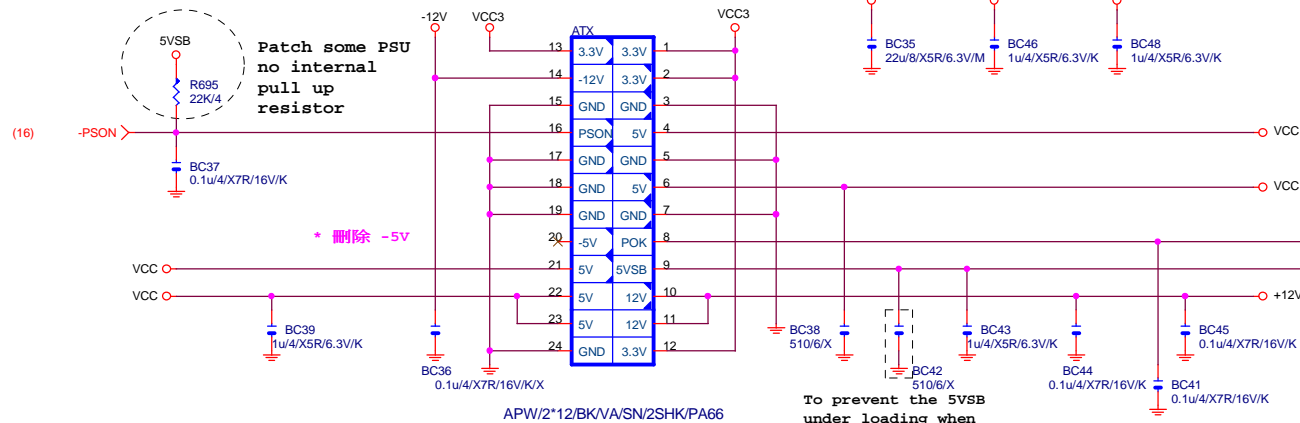 -12V
VCC3
VCC3
ATX
5VSB
R695
22K/4
Patch some PSU
no internal
pull up
resistor
BC35
22u/8/X5R/6.3V/M
BC46
1u/4/X5R/6.3V/K
BC48
1u/4/X5R/6.3V/K
(16)
-PSON
BC37
0.1u/4/X7R/16V/K
* 刪除 -5V
13 3.3V 3.3V 1
14 -12V 3.3V 2
15 GND GND 3
16 PSON 5V 4
17 GND GND 5
18 GND 5V 6
19 GND GND 7
20 -5V POK 8
21 5V 5VSB 9
22 5V 12V 10
23 5V 12V 11
24 GND 3.3V 12
VCC
VCC
VCC
VCC
+12V
BC39
1u/4/X5R/6.3V/K
BC36
0.1u/4/X7R/16V/K/X
BC38
510/6/X
BC42
510/6/X
BC43
1u/4/X5R/6.3V/K
BC44
0.1u/4/X7R/16V/K
BC45
0.1u/4/X7R/16V/K
BC41
0.1u/4/X7R/16V/K
APW/2*12/BK/VA/SN/2SHK/PA66
To prevent the 5VSB
under loading when